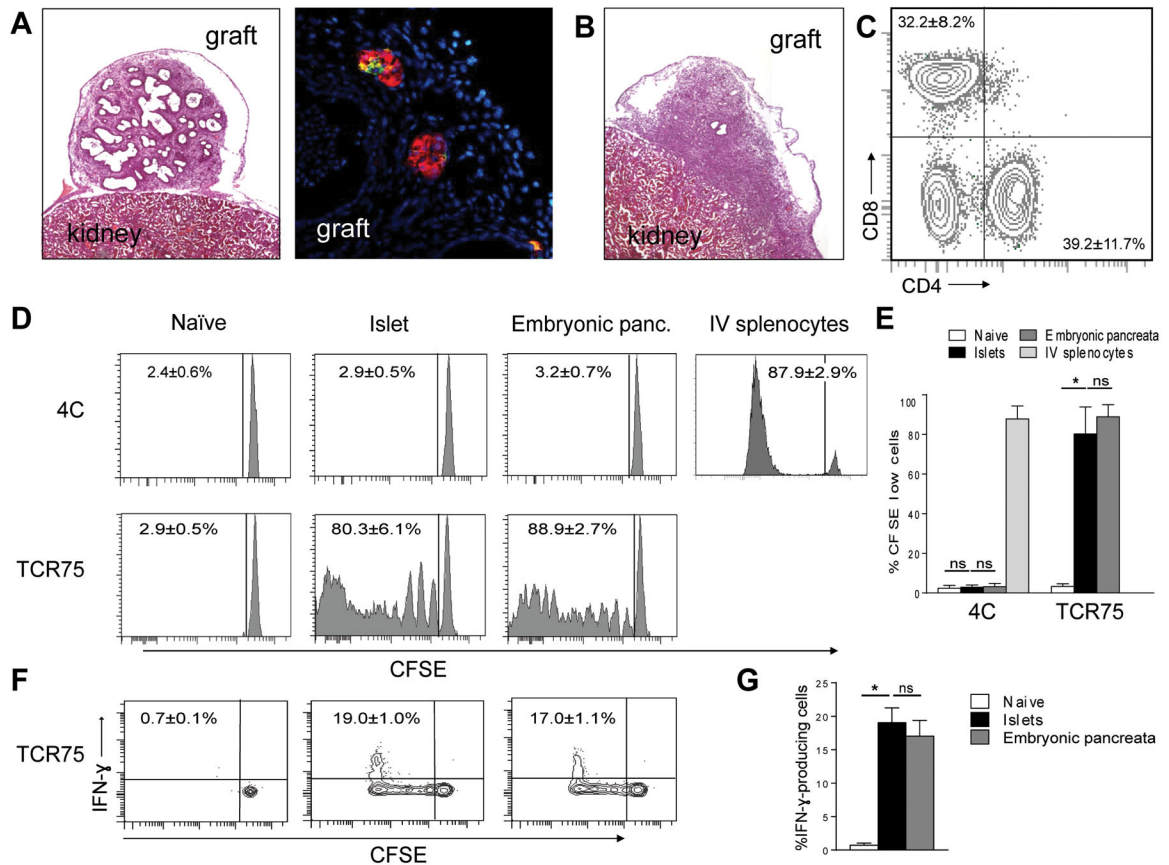 A
graft
kidney
graft
B
graft
kidney
C
32.2±8.2%
39.2±11.7%
CD8
CD4
D
Naïve
Islet
Embryonic panc.
IV splenocytes
4C
2.4±0.6%
2.9±0.5%
3.2±0.7%
87.9±2.9%
TCR75
2.9±0.5%
80.3±6.1%
88.9±2.7%
CFSE
E
Naive
Islets
Embryonic pancreata
IV splenocytes
% CFSE low cells
100
80
60
40
20
0
ns ns
* ns
4C
TCR75
F
TCR75
IFN-γ
0.7±0.1%
19.0±1.0%
17.0±1.1%
CFSE
G
%IFN-γ-producing cells
25
20
15
10
5
0
* ns
Naive
Islets
Embryonic pancreata